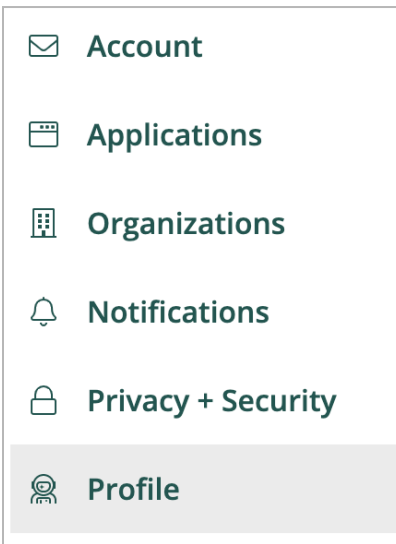 Account
Applications
Organizations
Notifications
Privacy + Security
Profile